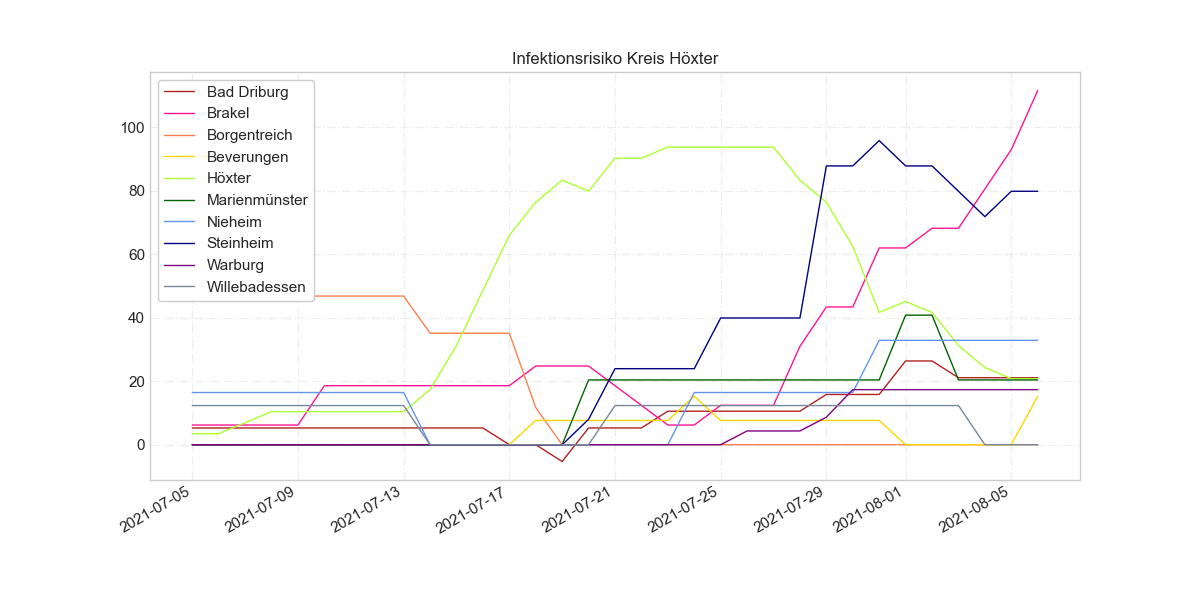 Infektionsrisiko Kreis Höxter
Bad Driburg
Brakel
Borgentreich
Beverungen
Höxter
Marienmünster
Nieheim
Steinheim
Warburg
Willebadessen
100
80
60
40
20
0
2021-07-05
2021-07-09
2021-07-13
2021-07-17
2021-07-21
2021-07-25
2021-07-29
2021-08-01
2021-08-05